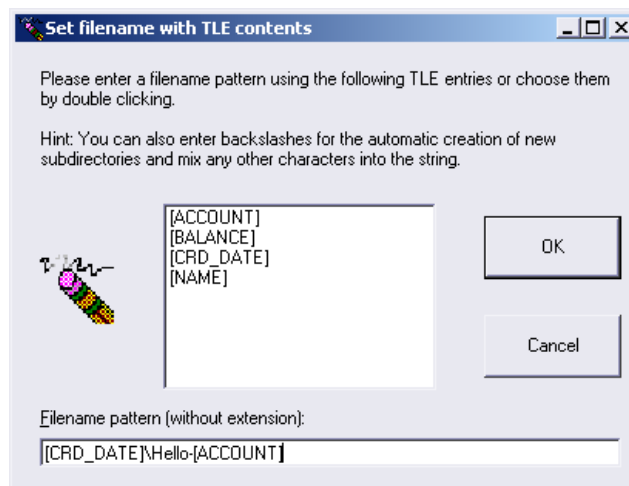 Set filename with TLE contents
Please enter a filename pattern using the following TLE entries or choose them
by double clicking.
Hint: You can also enter backslashes for the automatic creation of new
subdirectories and mix any other characters into the string.
[ACCOUNT]
[BALANCE]
[CRD_DATE]
[NAME]
OK
Cancel
Filename pattern (without extension):
[CRD_DATE]\Hello-[ACCOUNT]